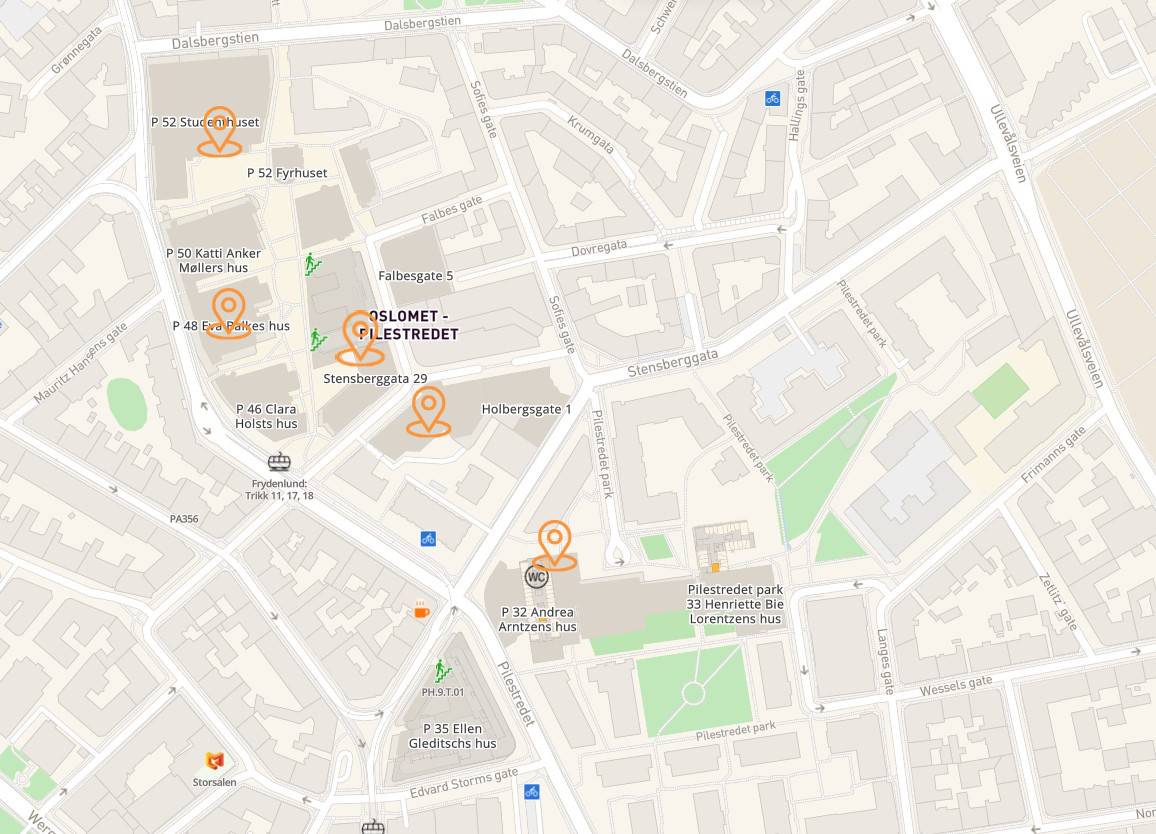 Dalsbergstien
Dalsbergstien
Grønnegata
Dalsbergstien
P 52 Studenthuset
P 52 Fyrhuset
Sofies gate
Krumgata
Hallings gate
Ullevålsveien
Falbes gate
Dovregata
P 50 Katti Anker
Møllers hus
Falbesgate 5
P 48 Eva Balkes hus
OSLOMET -
PILESTREDET
Sofies gate
Stensberggata
Pilestredet park
Ullevålsveien
Mauritz Hansens gate
Stensberggata 29
P 46 Clara
Holsts hus
Holbergsgate 1
Pilestredet park
Pilestredet park
Frimanns gate
Frydenlund:
Trikk 11, 17, 18
PA356
WC
P 32 Andrea
Arntzens hus
Pilestredet park
33 Henriette Bie
Lorentzens hus
Zetlitz' gate
Langes gate
Wessels gate
PH.9.T.01
Pilestredet
P 35 Ellen
Gleditschs hus
Pilestredet park
Storsalen
Edvard Storms gate